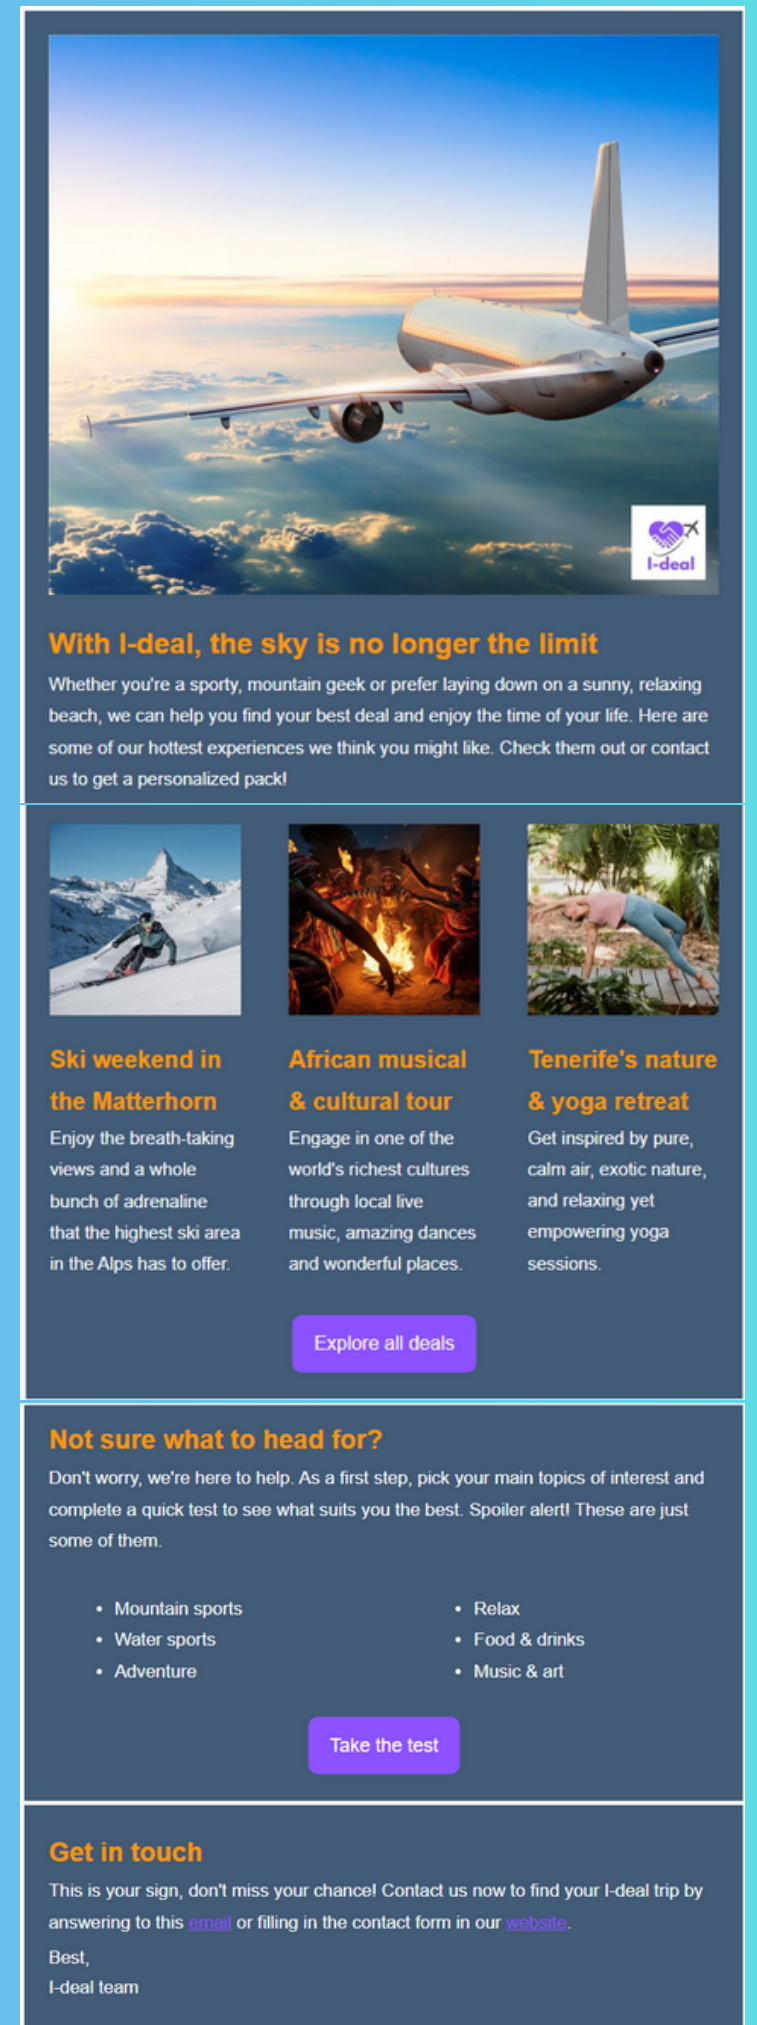 I-deal
With I-deal, the sky is no longer the limit
Whether you're a sporty, mountain geek or prefer laying down on a sunny, relaxing
beach, we can help you find your best deal and enjoy the time of your life. Here are
some of our hottest experiences we think you might like. Check them out or contact
us to get a personalized pack!
Ski weekend in
the Matterhorn
Enjoy the breath-taking
views and a whole
bunch of adrenaline
that the highest ski area
in the Alps has to offer.
African musical
& cultural tour
Engage in one of the
world's richest cultures
through local live
music, amazing dances
and wonderful places.
Tenerife's nature
& yoga retreat
Get inspired by pure,
calm air, exotic nature,
and relaxing yet
empowering yoga
sessions.
Explore all deals
Not sure what to head for?
Don't worry, we're here to help. As a first step, pick your main topics of interest and
complete a quick test to see what suits you the best. Spoiler alert! These are just
some of them.
• Mountain sports
• Water sports
• Adventure
• Relax
• Food & drinks
• Music & art
Take the test
Get in touch
This is your sign, don't miss your chance! Contact us now to find your I-deal trip by
answering to this email or filling in the contact form in our website.
Best,
I-deal team